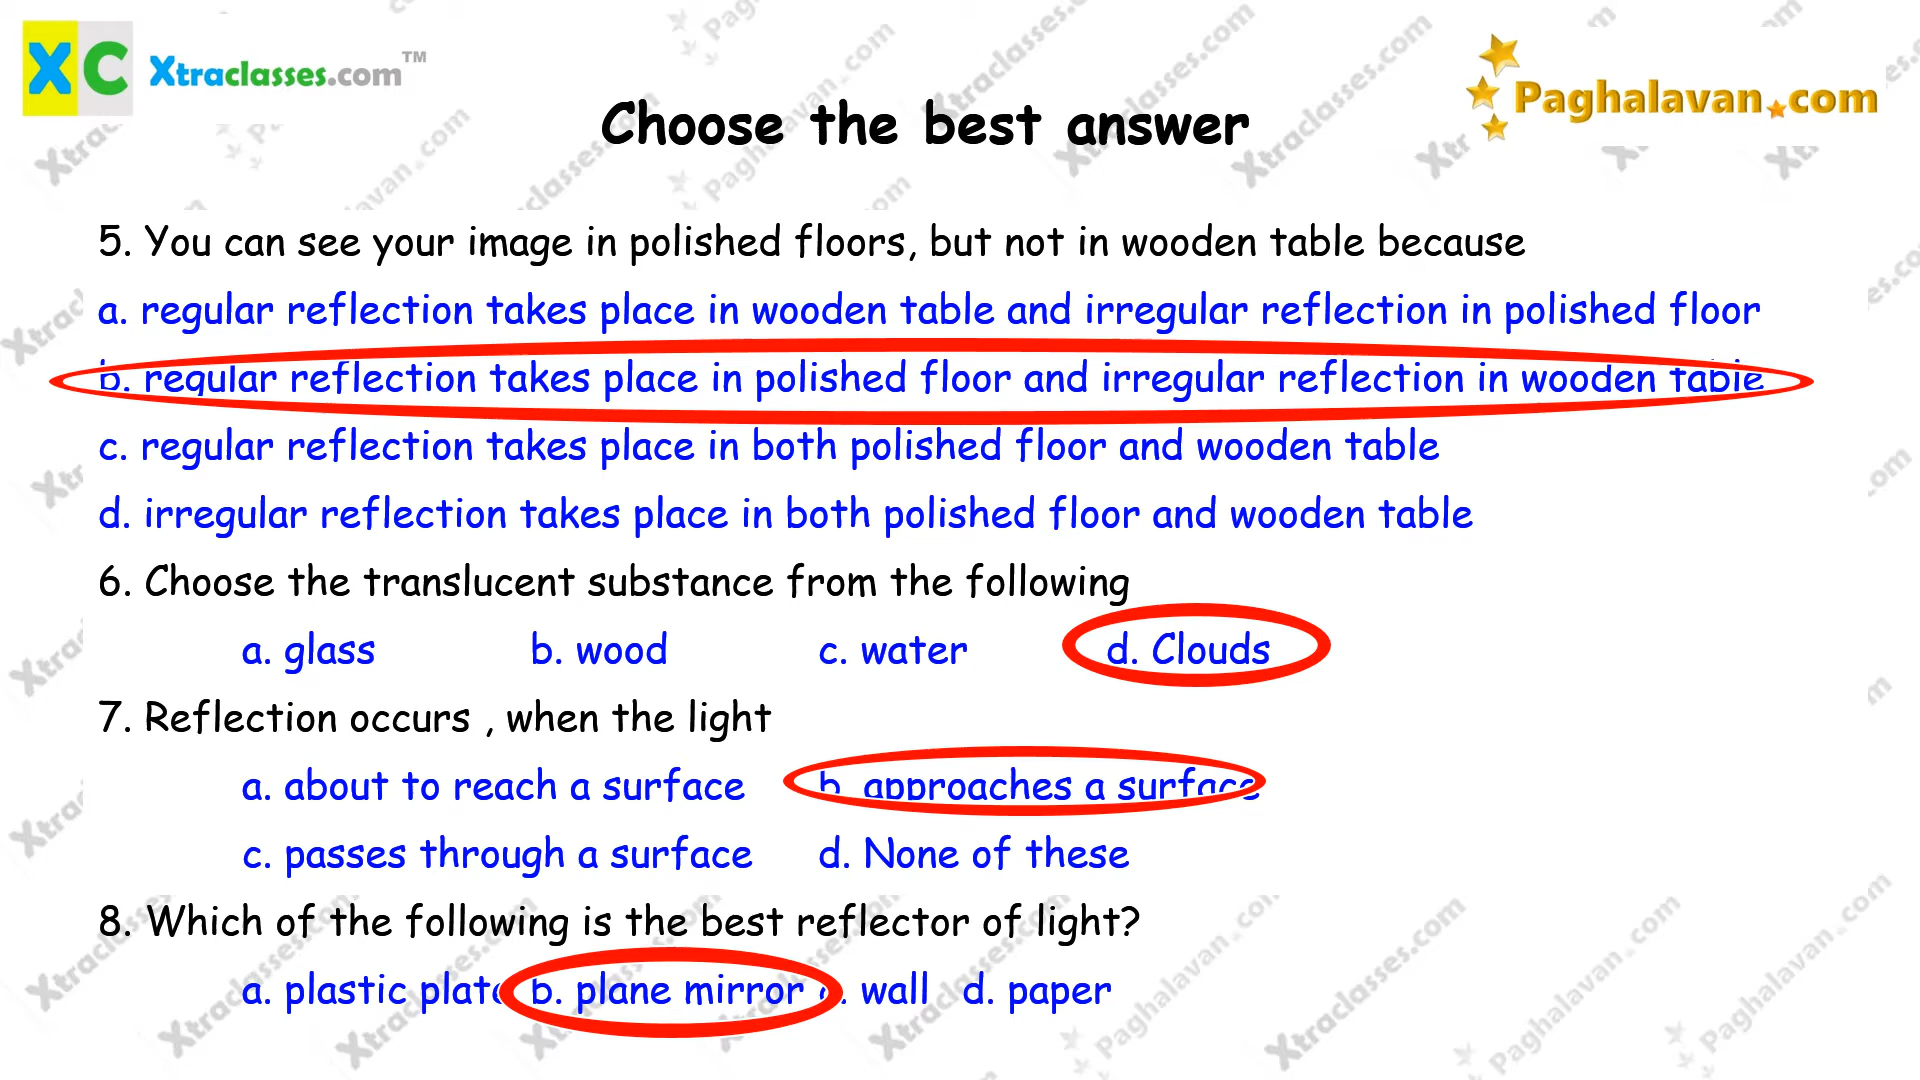 XC Xtraclasses.com™
Paghalavan.com
Choose the best answer
5. You can see your image in polished floors, but not in wooden table because
a. regular reflection takes place in wooden table and irregular reflection in polished floor
b. regular reflection takes place in polished floor and irregular reflection in wooden table
c. regular reflection takes place in both polished floor and wooden table
d. irregular reflection takes place in both polished floor and wooden table
6. Choose the translucent substance from the following
a. glass b. wood c. water d. Clouds
7. Reflection occurs , when the light
a. about to reach a surface b. approaches a surface
c. passes through a surface d. None of these
8. Which of the following is the best reflector of light?
a. plastic plate b. plane mirror c. wall d. paper